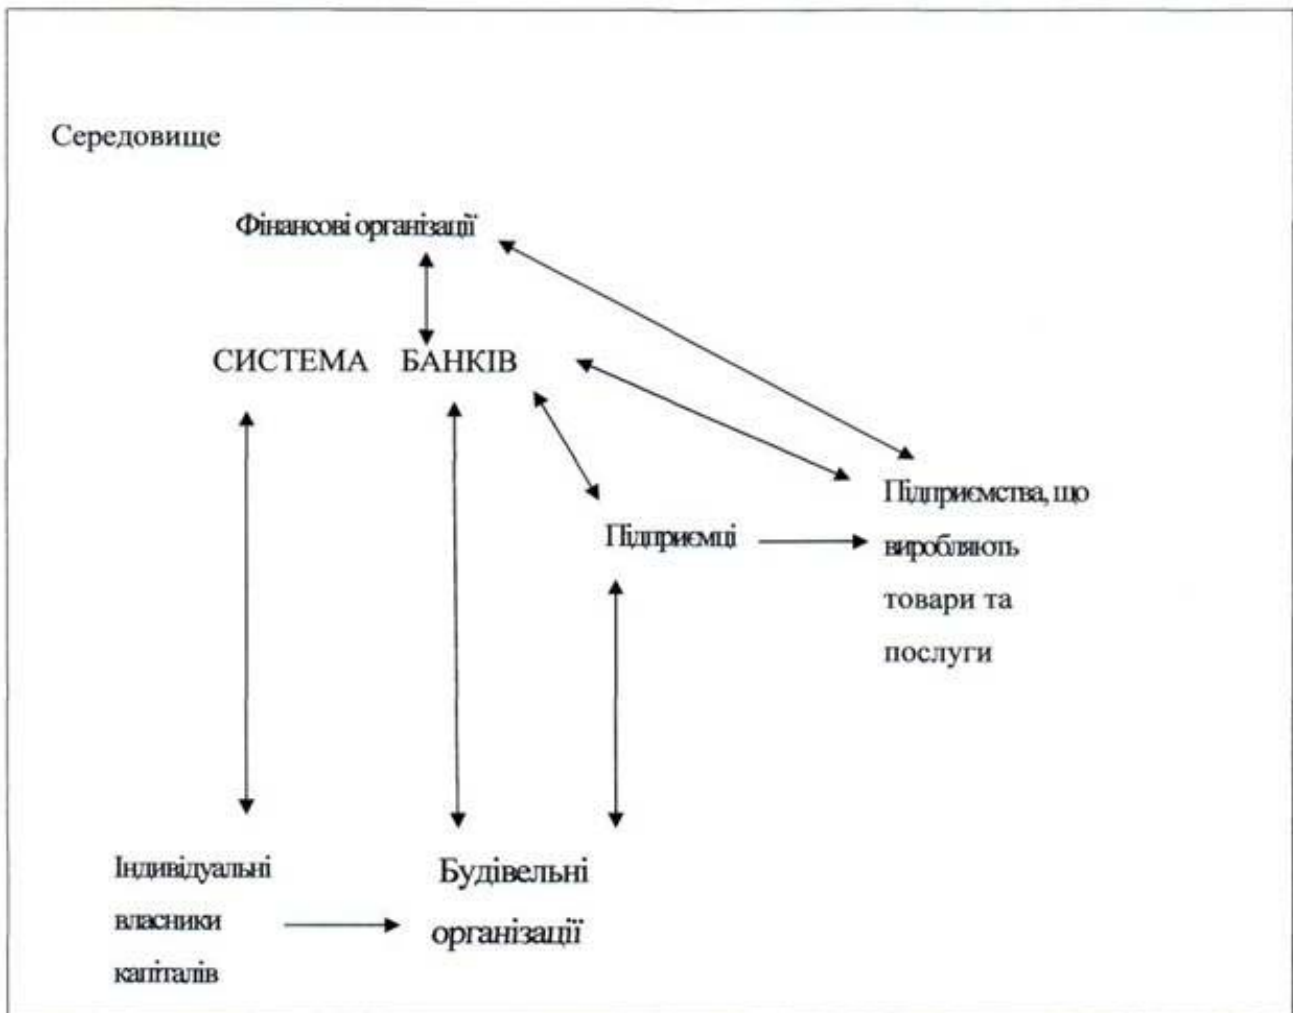 Середовище
Фінансові організації
СИСТЕМА БАНКІВ
Підприємства, що
виробляють
товари та
послуги
Підприємці
Індивідуальні
власники
капіталів
Будівельні
організації